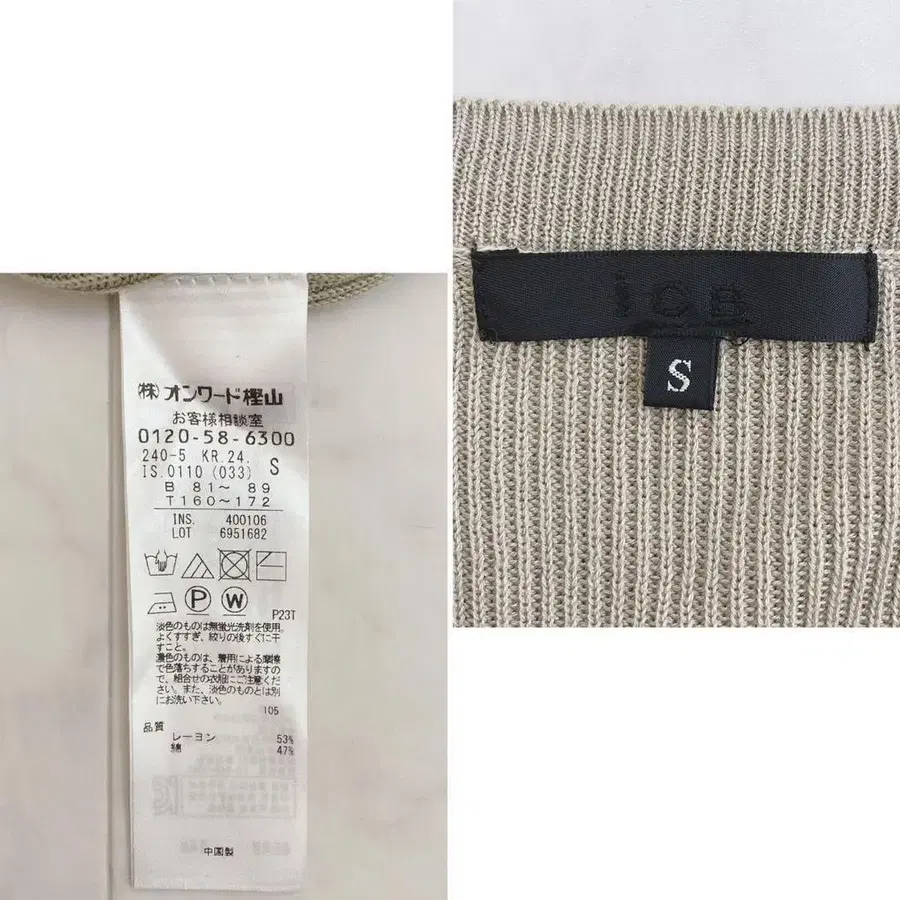 (株)オンワード樫山
お客様相談室
0120-58-6300
240-5 KR.24. S
IS.0110 (033)
B 81～ 89
T160～172
INS. 400106
LOT 6951682
P
W
P23T
淡色のものは無蛍光洗剤を使用。
よくすすぎ、絞りの後すぐに干
すこと。
濃色のものは、着用による摩擦
で色落ちすることがありますの
で、組合せの衣服にご注意くだ
さい。また、淡色のものとは別
にお洗い下さい。
105
品質
レーヨン 53%
綿 47%
中国製
iCB
S